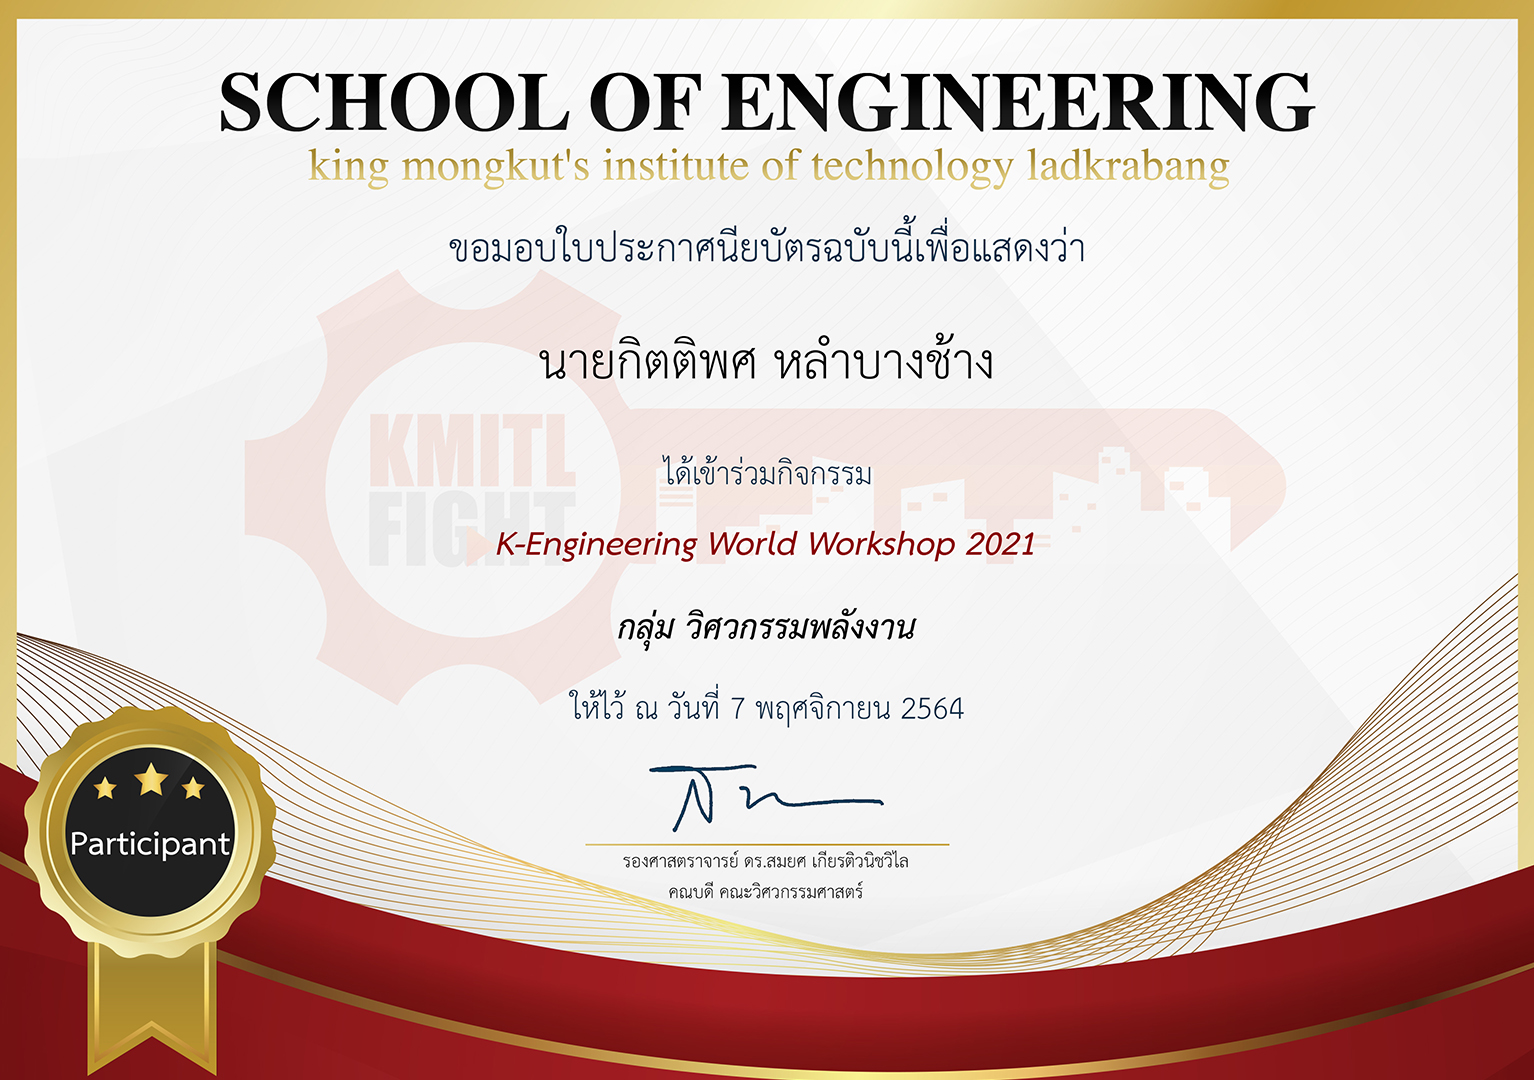 SCHOOL OF ENGINEERING
king mongkut's institute of technology ladkrabang
ขอมอบใบประกาศนียบัตรฉบับนี้เพื่อแสดงว่า
นายกิตติพศ หลำบางช้าง
KMITL
FIGHT
ได้เข้าร่วมกิจกรรม
K-Engineering World Workshop 2021
กลุ่ม วิศวกรรมพลังงาน
ให้ไว้ ณ วันที่ 7 พฤศจิกายน 2564
Participant
รองศาสตราจารย์ ดร.สมยศ เกียรติวนิชวิไล
คณบดี คณะวิศวกรรมศาสตร์